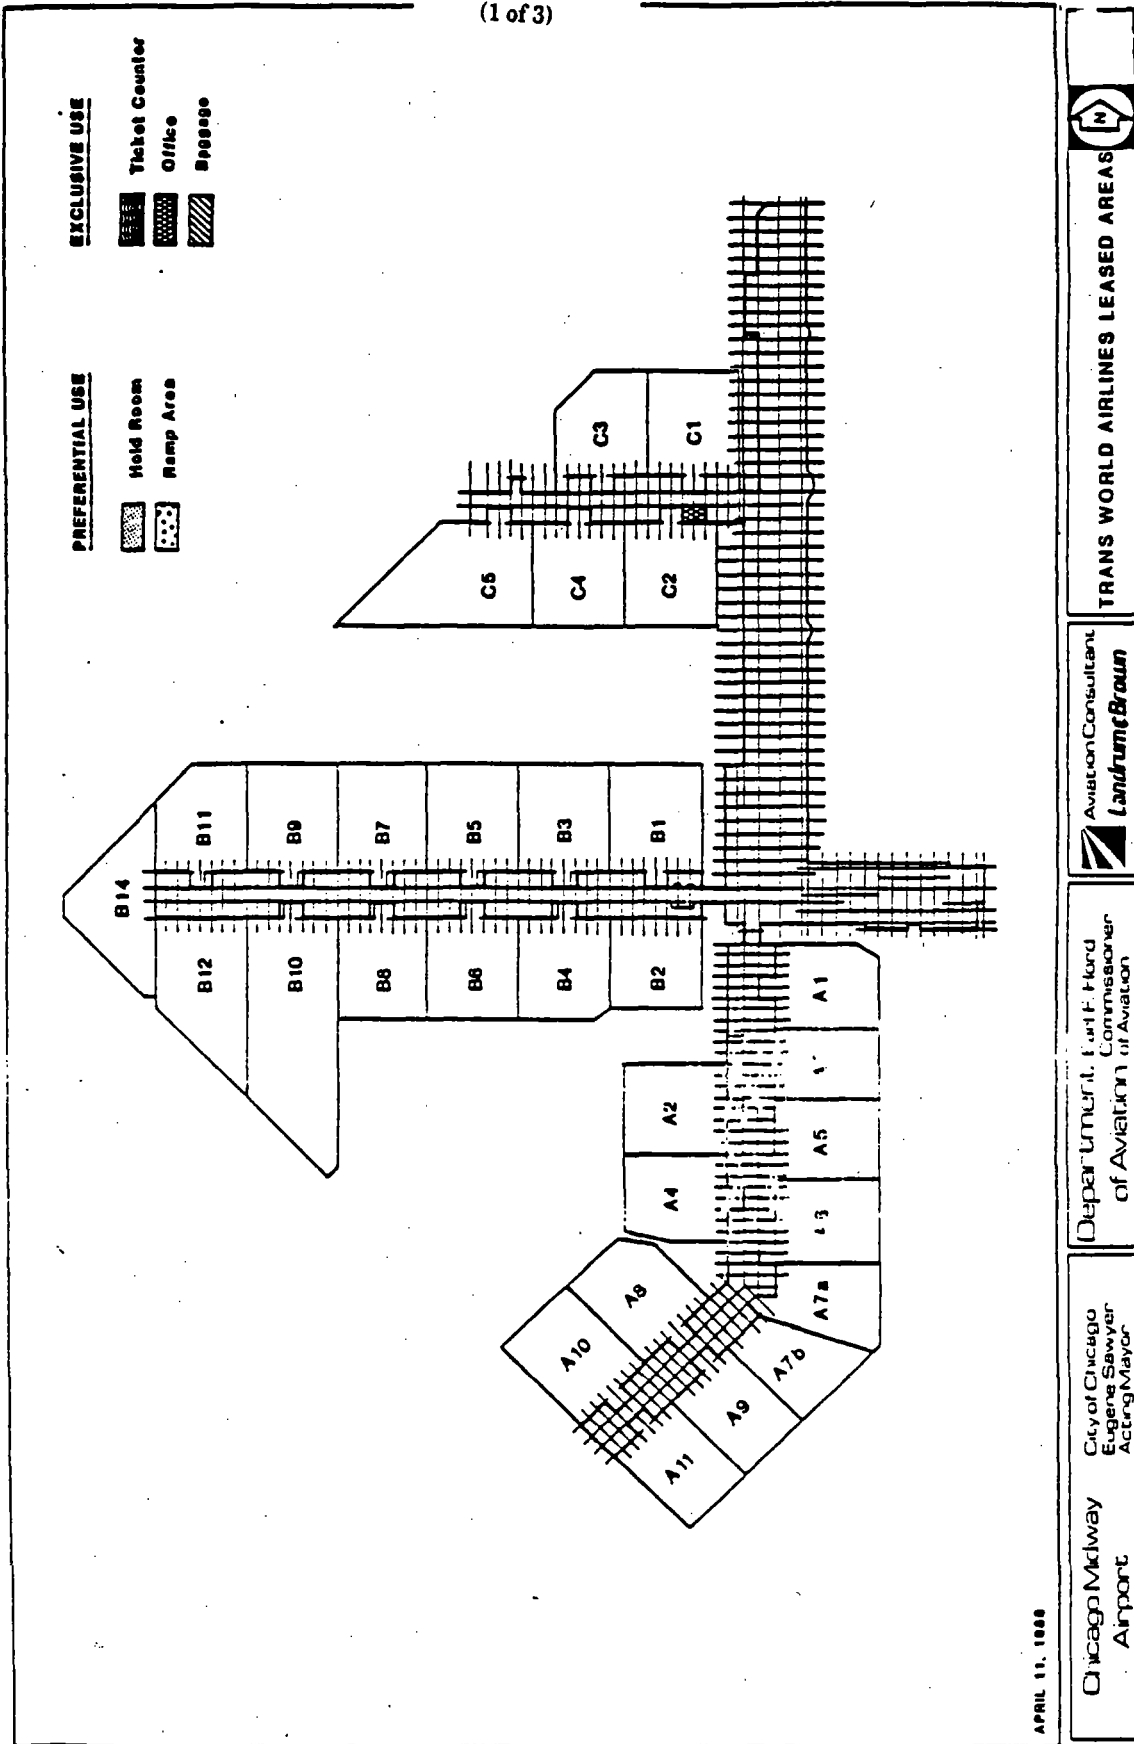 (1 of 3)
EXCLUSIVE USE
Ticket Counter
Office
Baggage
PREFERENTIAL USE
Hold Room
Ramp Area
C3
C1
C5
C4
C2
B14
B11
B9
B7
B5
B3
B1
B12
B10
B8
B6
B4
B2
A1
A2
A5
A4
A7a
A8
A10
A7b
A9
A11
APRIL 11, 1988
N
TRANS WORLD AIRLINES LEASED AREAS
Aviation Consultant
Landrum & Brown
Department
of Aviation
Commissioner
of Aviation
City of Chicago
Eugene Sawyer
Acting Mayor
Chicago Midway
Airport